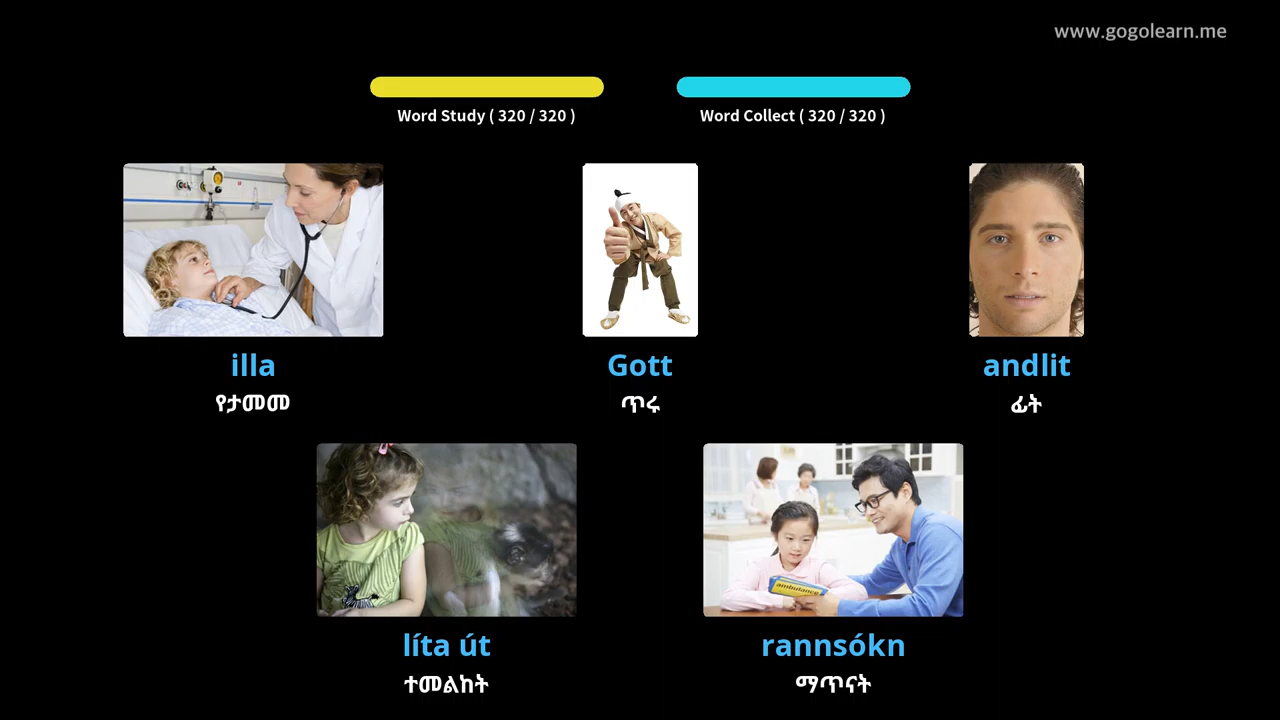 www.gogolearn.me
Word Study ( 320 / 320 )
Word Collect ( 320 / 320 )
illa
የታመመ
Gott
ጥሩ
andlit
ፊት
ambulance
líta út
ተመልከት
rannsókn
ማጥናት